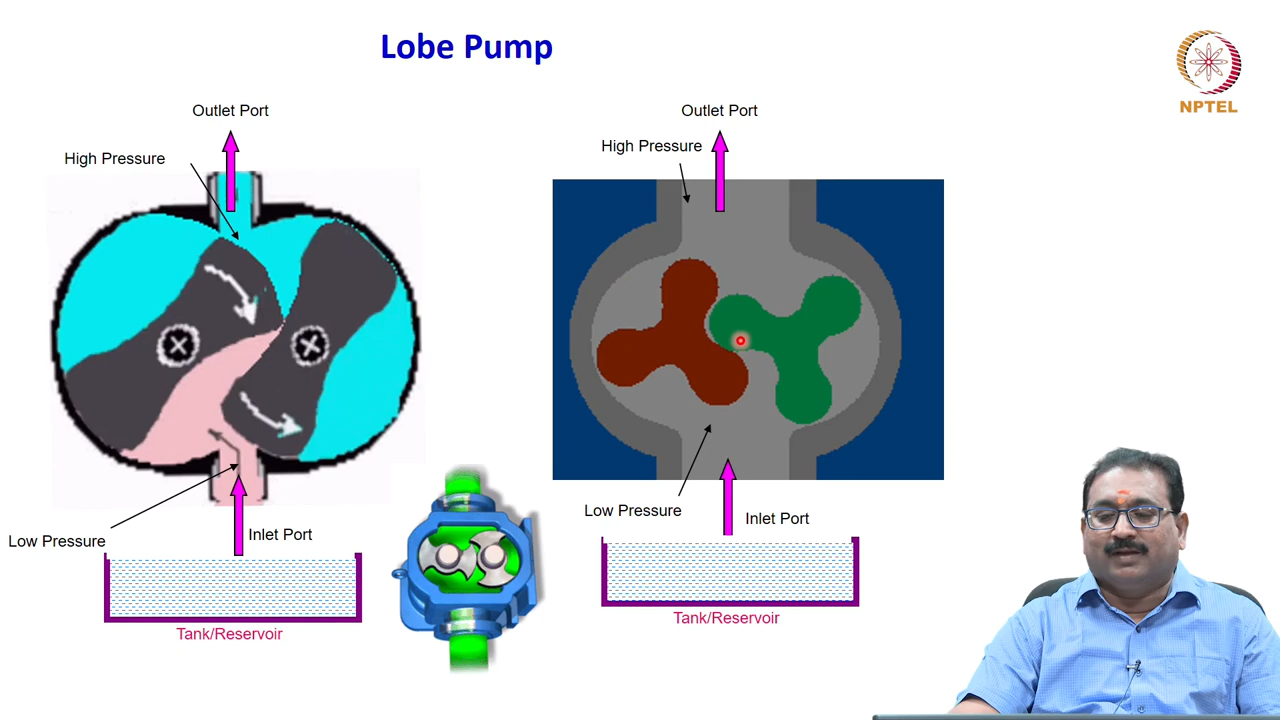 Lobe Pump
NPTEL
Outlet Port
High Pressure
Low Pressure
Inlet Port
Tank/Reservoir
Outlet Port
High Pressure
Low Pressure
Inlet Port
Tank/Reservoir